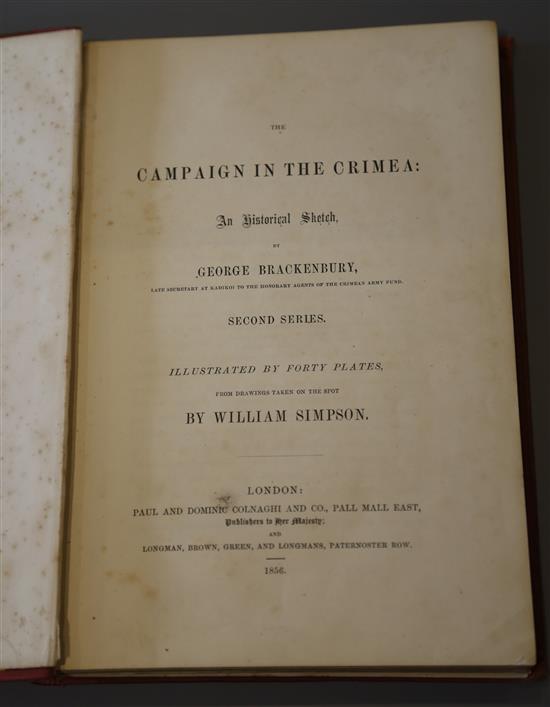 THE
CAMPAIGN IN THE CRIMEA:
An Historical Sketch,
BY
GEORGE BRACKENBURY,
LATE SECRETARY AT KADIKOI TO THE HONORARY AGENTS OF THE CRIMEAN ARMY FUND.
SECOND SERIES.
ILLUSTRATED BY FORTY PLATES,
FROM DRAWINGS TAKEN ON THE SPOT
BY WILLIAM SIMPSON.
LONDON:
PAUL AND DOMINIC COLNAGHI AND CO., PALL MALL EAST,
Publishers to Her Majesty;
AND
LONGMAN, BROWN, GREEN, AND LONGMANS, PATERNOSTER ROW.
1856.